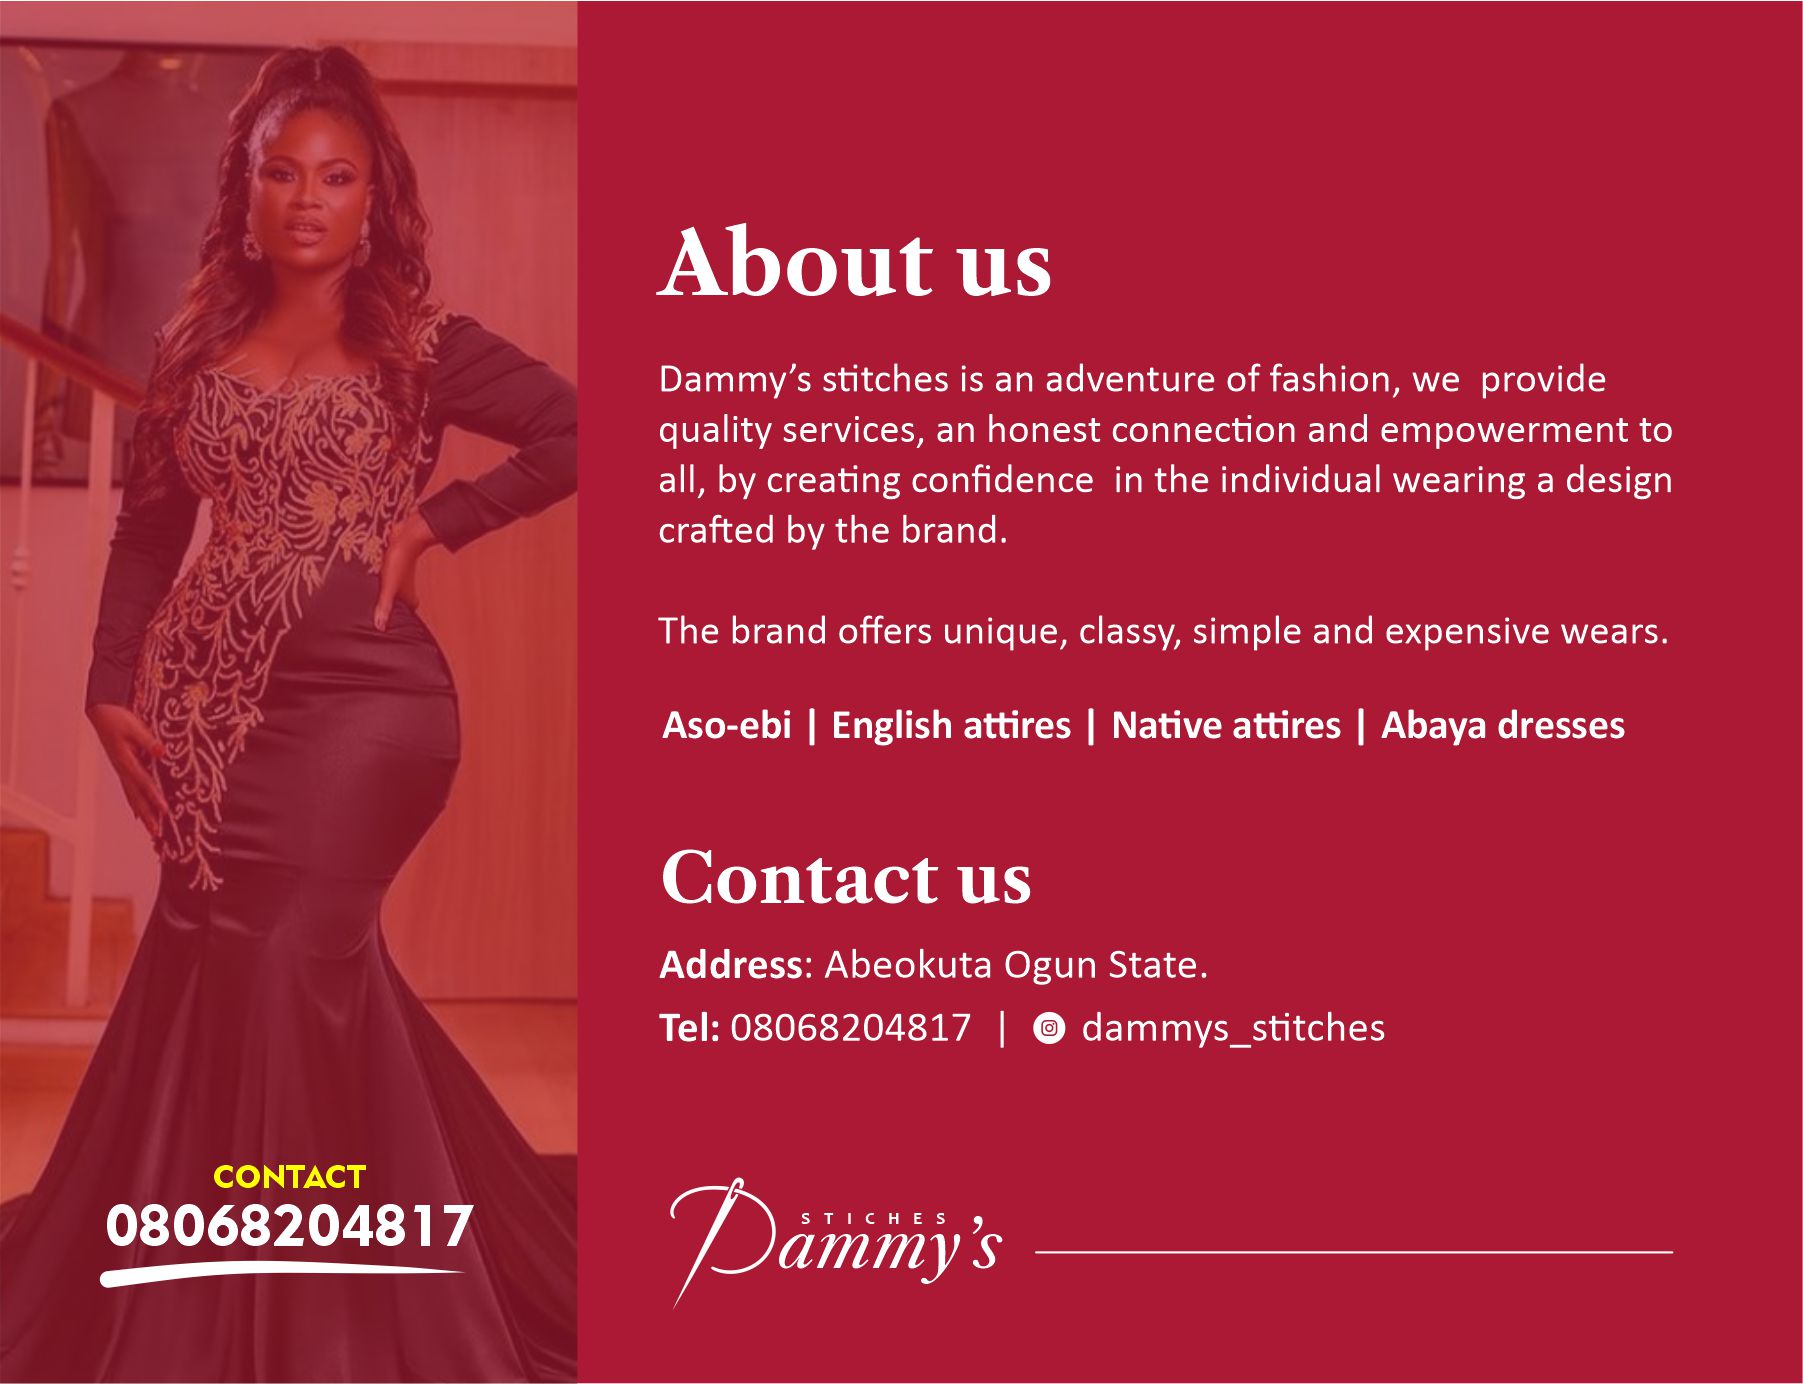 About us
Dammy’s stitches is an adventure of fashion, we  provide
quality services, an honest connection and empowerment to
all, by creating confidence  in the individual wearing a design
crafted by the brand.
The brand offers unique, classy, simple and expensive wears.
Aso-ebi | English attires | Native attires | Abaya dresses
Contact us
Address: Abeokuta Ogun State.
Tel: 08068204817 | dammys_stitches
CONTACT
08068204817
STICHES
Dammy’s